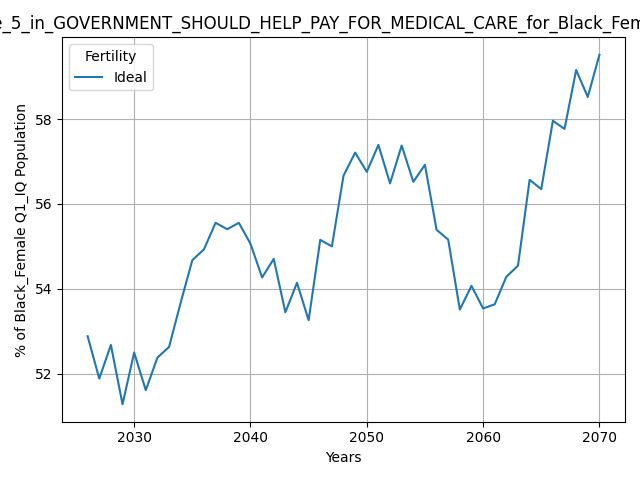 e_5_in_GOVERNMENT_SHOULD_HELP_PAY_FOR_MEDICAL_CARE_for_Black_Fem
Fertility
Ideal
% of Black_Female Q1_IQ Population
58
56
54
52
2030
2040
2050
2060
2070
Years